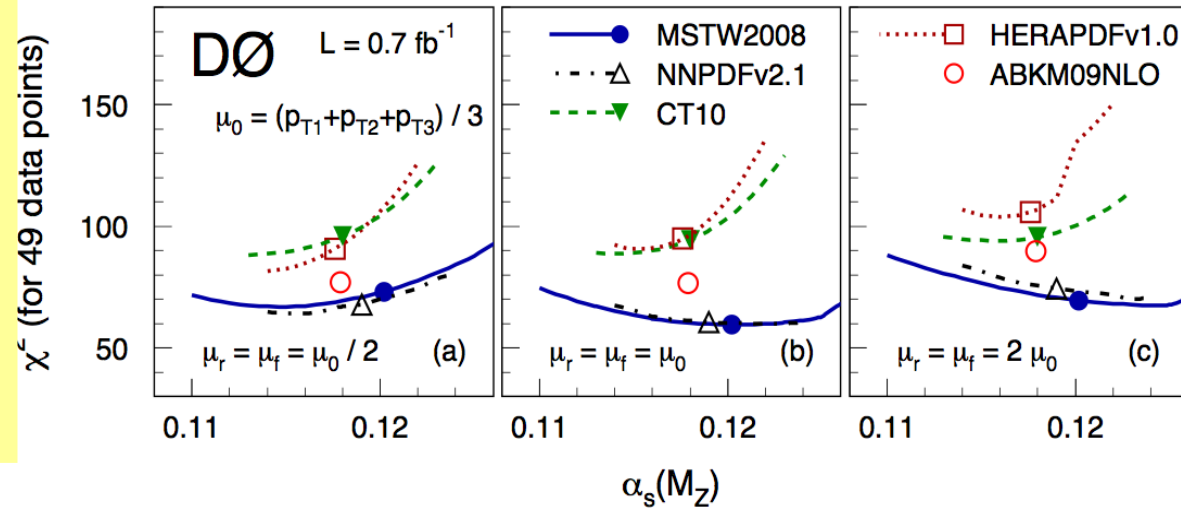 DØ
L = 0.7 fb⁻¹
μ₀ = (p_T1+p_T2+p_T3) / 3
MSTW2008
NNPDFv2.1
CT10
HERAPDFv1.0
ABKM09NLO
χ² (for 49 data points)
150
100
50
μ_r = μ_f = μ₀ / 2 (a)
μ_r = μ_f = μ₀ (b)
μ_r = μ_f = 2 μ₀ (c)
0.11 0.12 0.11 0.12 0.11 0.12
α_s(M_Z)